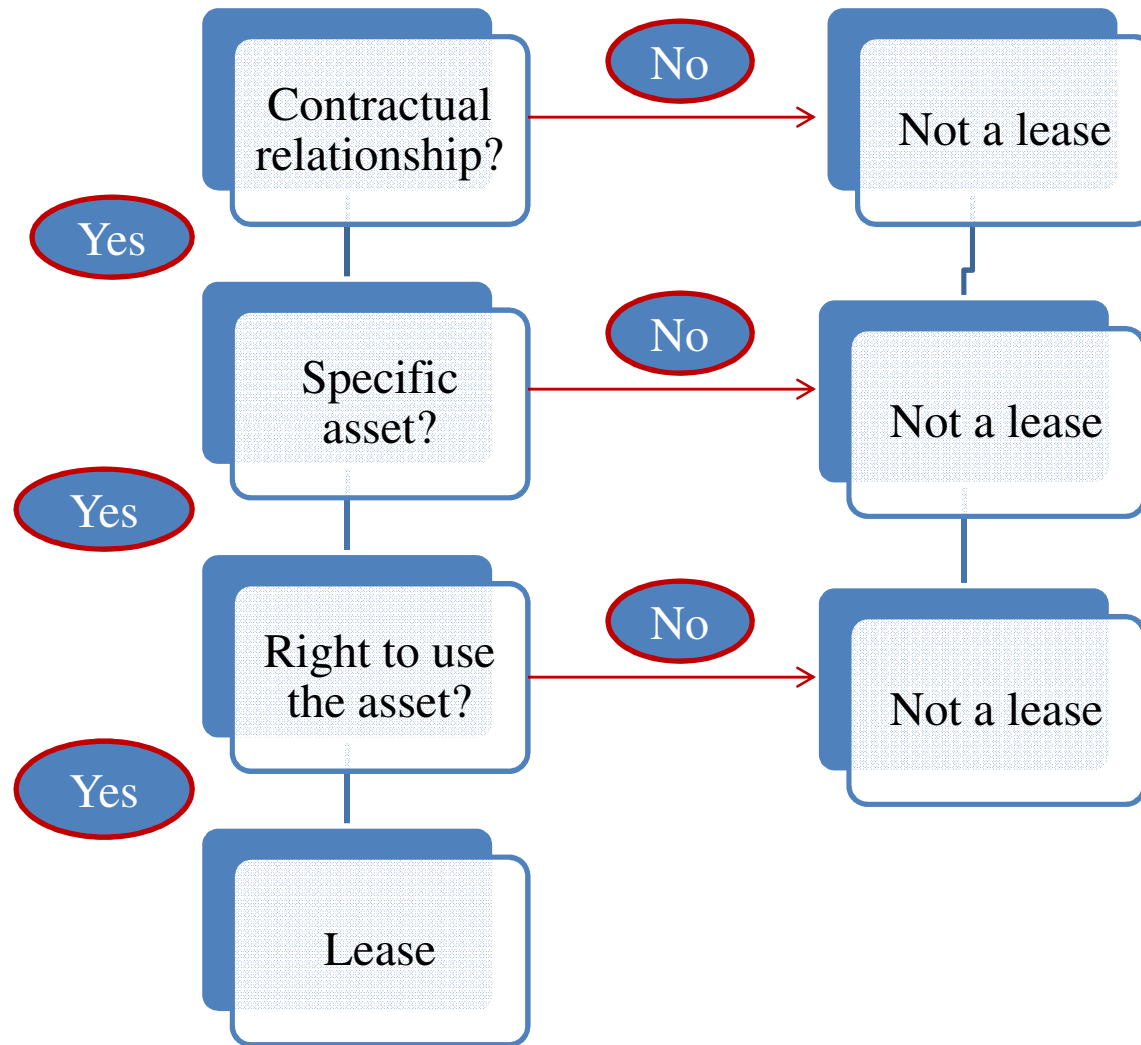 No
Contractual
relationship?
Not a lease
Yes
No
Specific
asset?
Not a lease
Yes
No
Right to use
the asset?
Not a lease
Yes
Lease